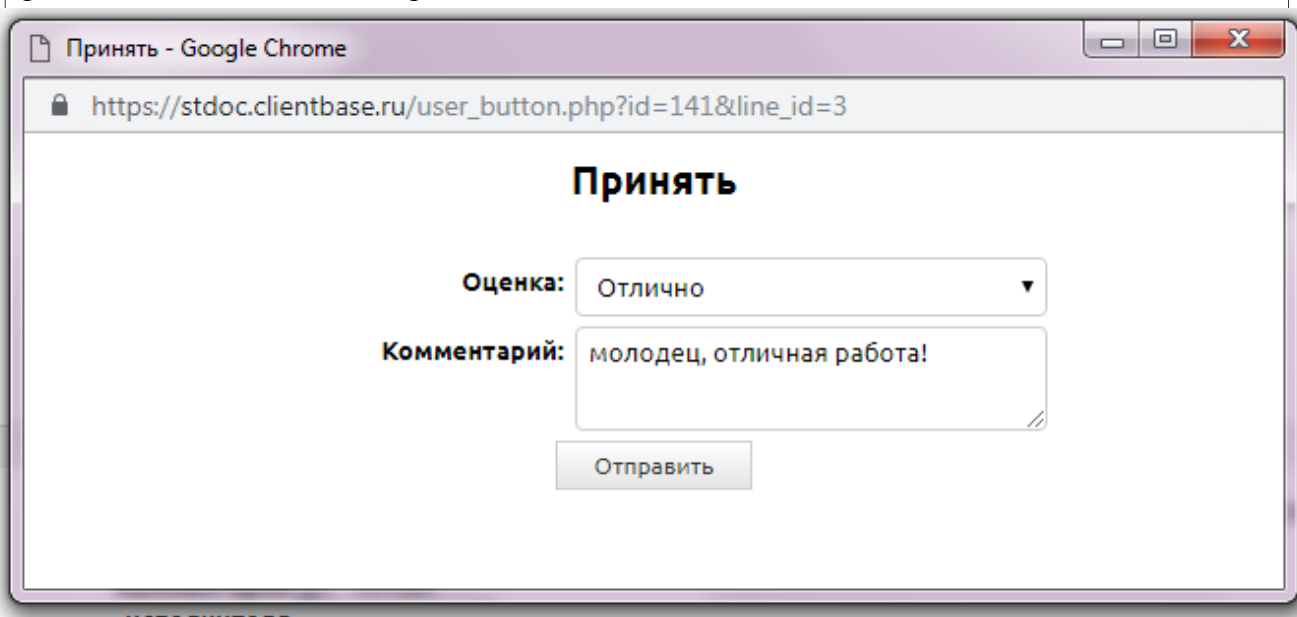 Принять - Google Chrome
https://stdoc.clientbase.ru/user_button.php?id=141&line_id=3
Принять
Оценка: Отлично
Комментарий: молодец, отличная работа!
Отправить